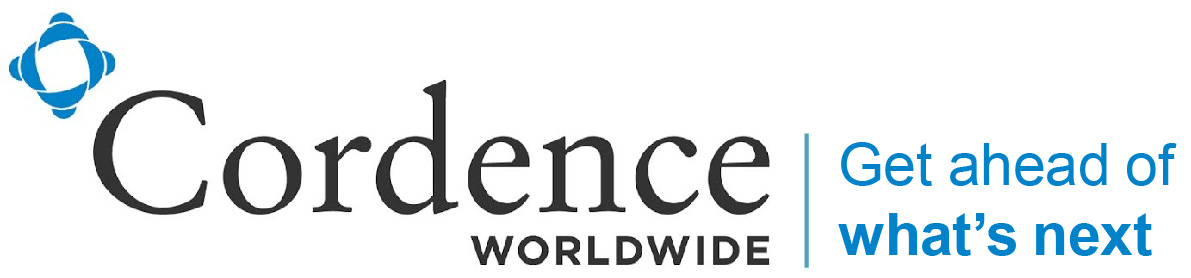 Cordence
WORLDWIDE
Get ahead of
what’s next